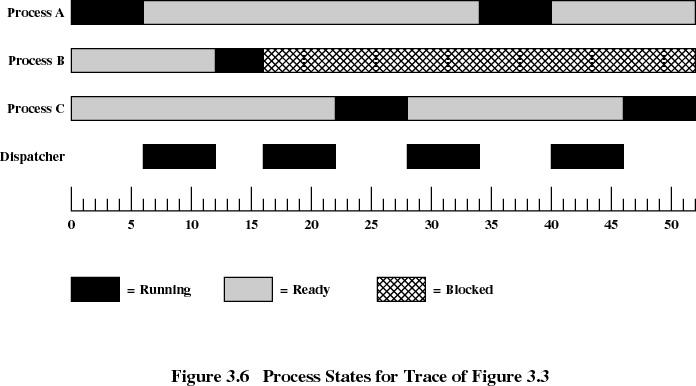 Process A
Process B
Process C
Dispatcher
0 5 10 15 20 25 30 35 40 45 50
= Running = Ready = Blocked
Figure 3.6 Process States for Trace of Figure 3.3